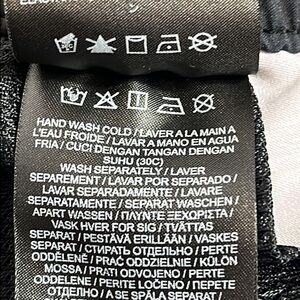 HAND WASH COLD / LAVER A LA MAIN A
L'EAU FROIDE / LAVAR A MANO EN AGUA
FRIA / CUCI DENGAN TANGAN DENGAN
SUHU (30C)
WASH SEPARATELY / LAVER
SEPAREMENT / LAVAR POR SEPARADO /
LAVAR SEPARADAMENTE / LAVARE
SEPARATAMENTE / SEPARAT WASCHEN /
APART WASSEN / ΠΛΥΝΤΕ ΞΕΧΩΡΙΣΤΑ /
VASK HVER FOR SIG / TVÄTTAS
SEPARAT / PESTÄVÄ ERILLÄÄN / VASKES
SEPARAT / СТИРАТЬ ОТДЕЛЬНО / PERTE
ODDĚLENĚ / PRAĆ ODDZIELNIE / KÜLÖN
MOSSA / PRATI ODVOJENO / PERTE
ODDELENE / PERITE LOČENO / ПЕРЕТЕ
ОТДЕЛНО / A SE SPĂLA SEPARAT /